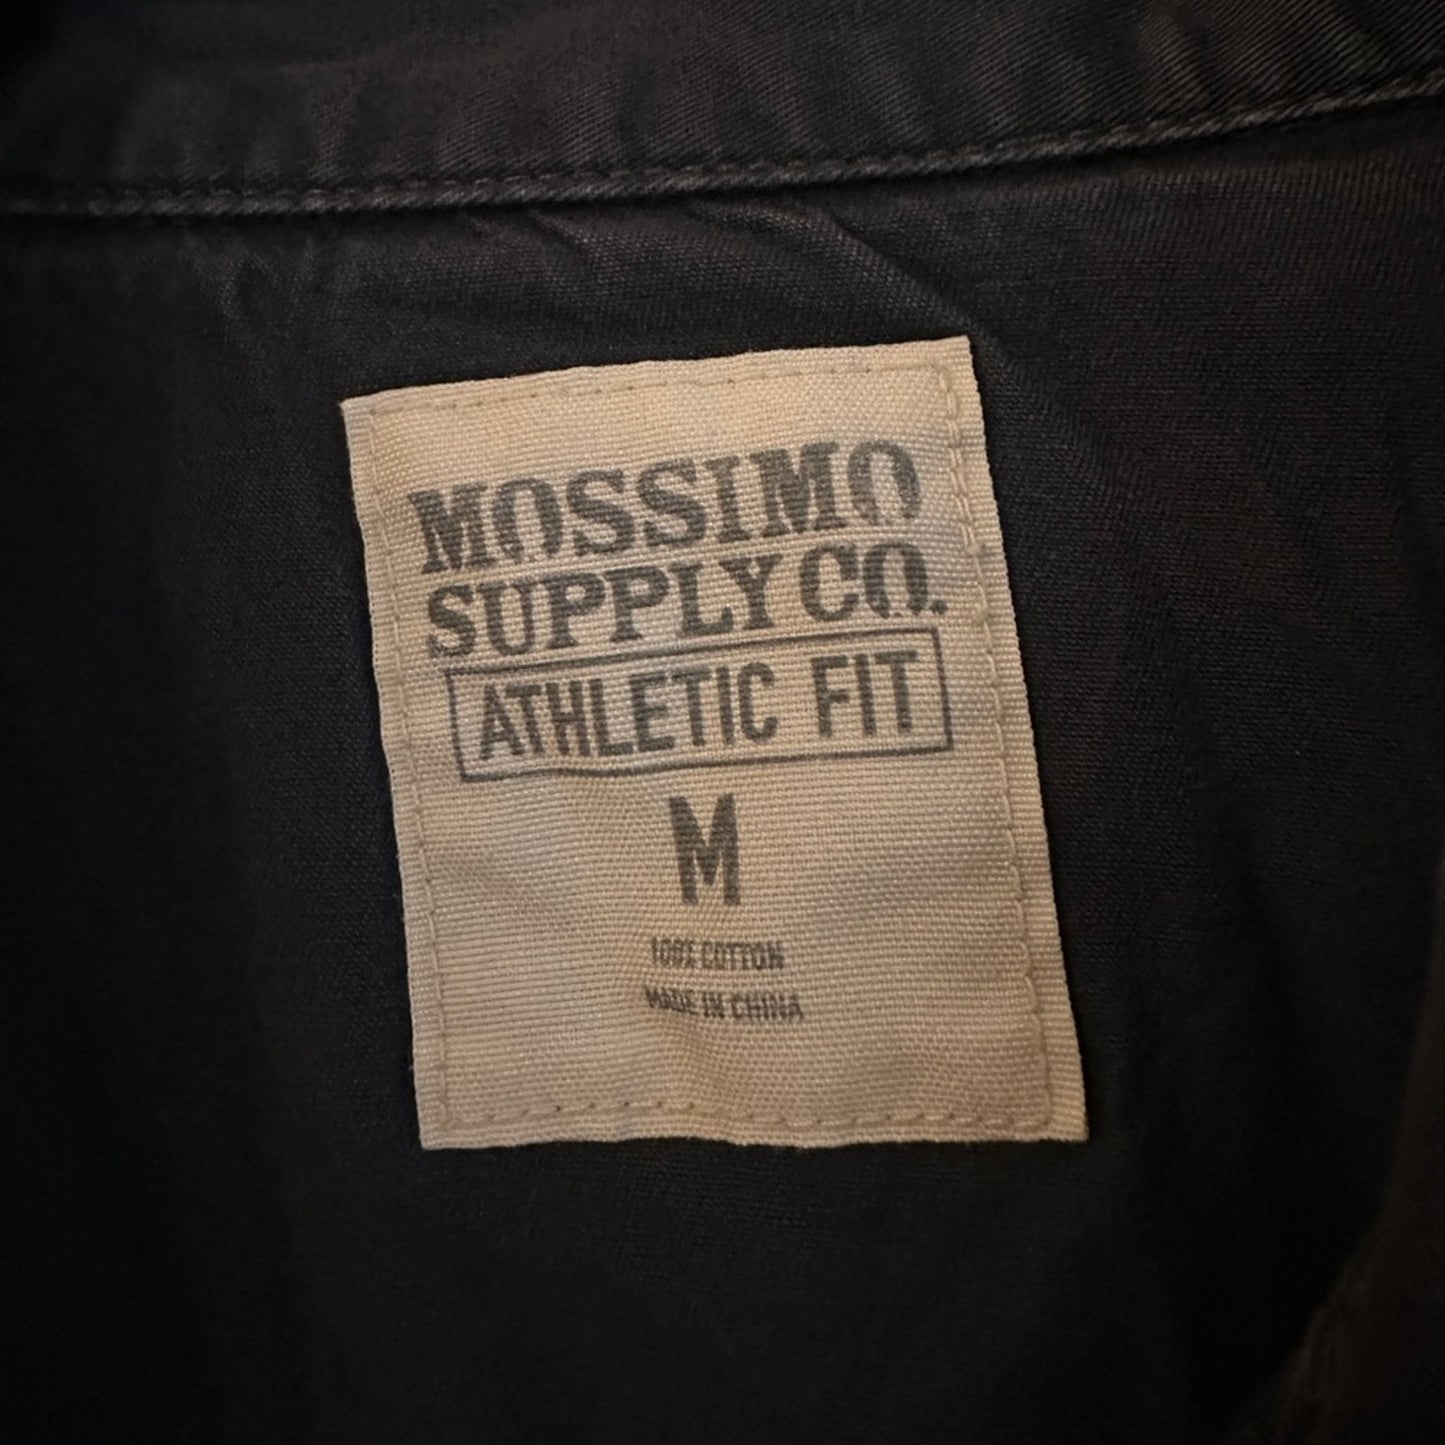 MOSSIMO
SUPPLY CO.
ATHLETIC FIT
M
100% COTTON
MADE IN CHINA